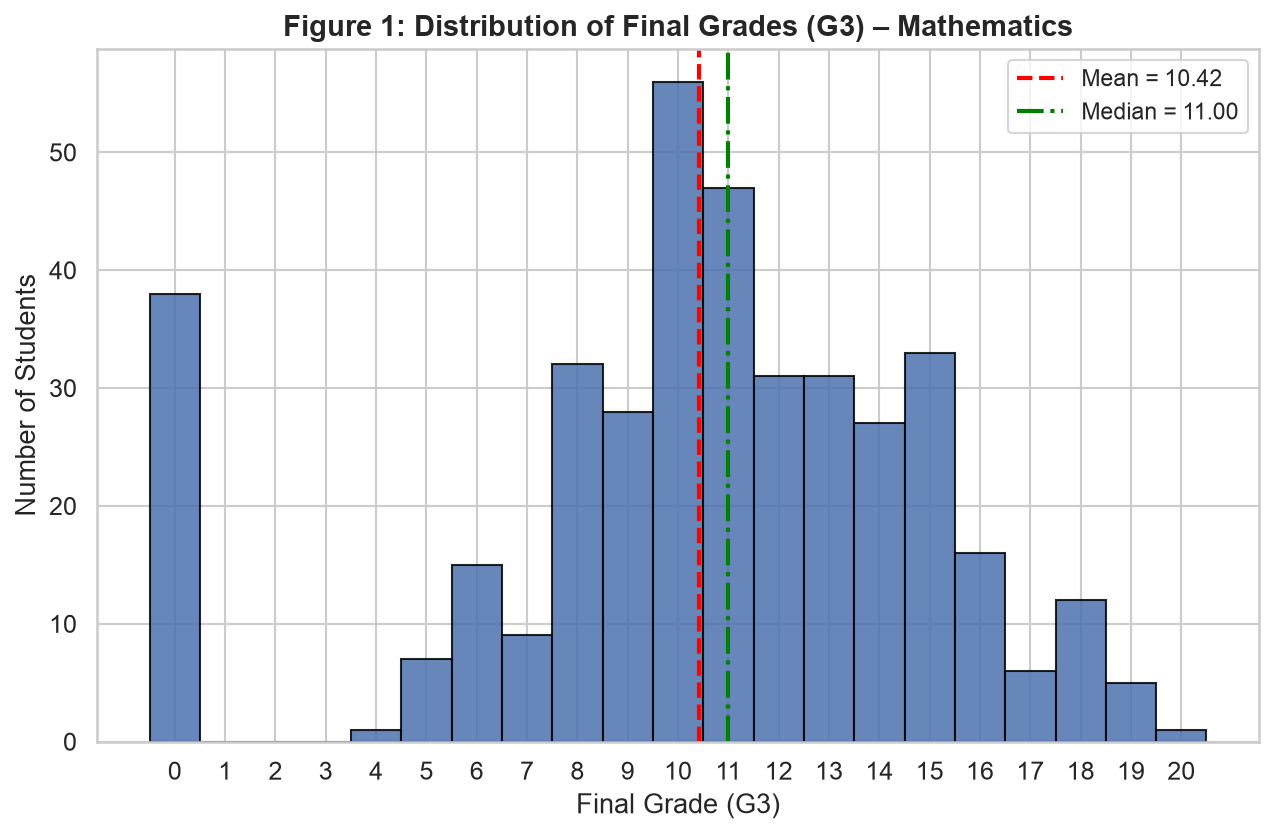 Figure 1: Distribution of Final Grades (G3) – Mathematics
Mean = 10.42
Median = 11.00
Number of Students
50
40
30
20
10
0
0 1 2 3 4 5 6 7 8 9 10 11 12 13 14 15 16 17 18 19 20
Final Grade (G3)